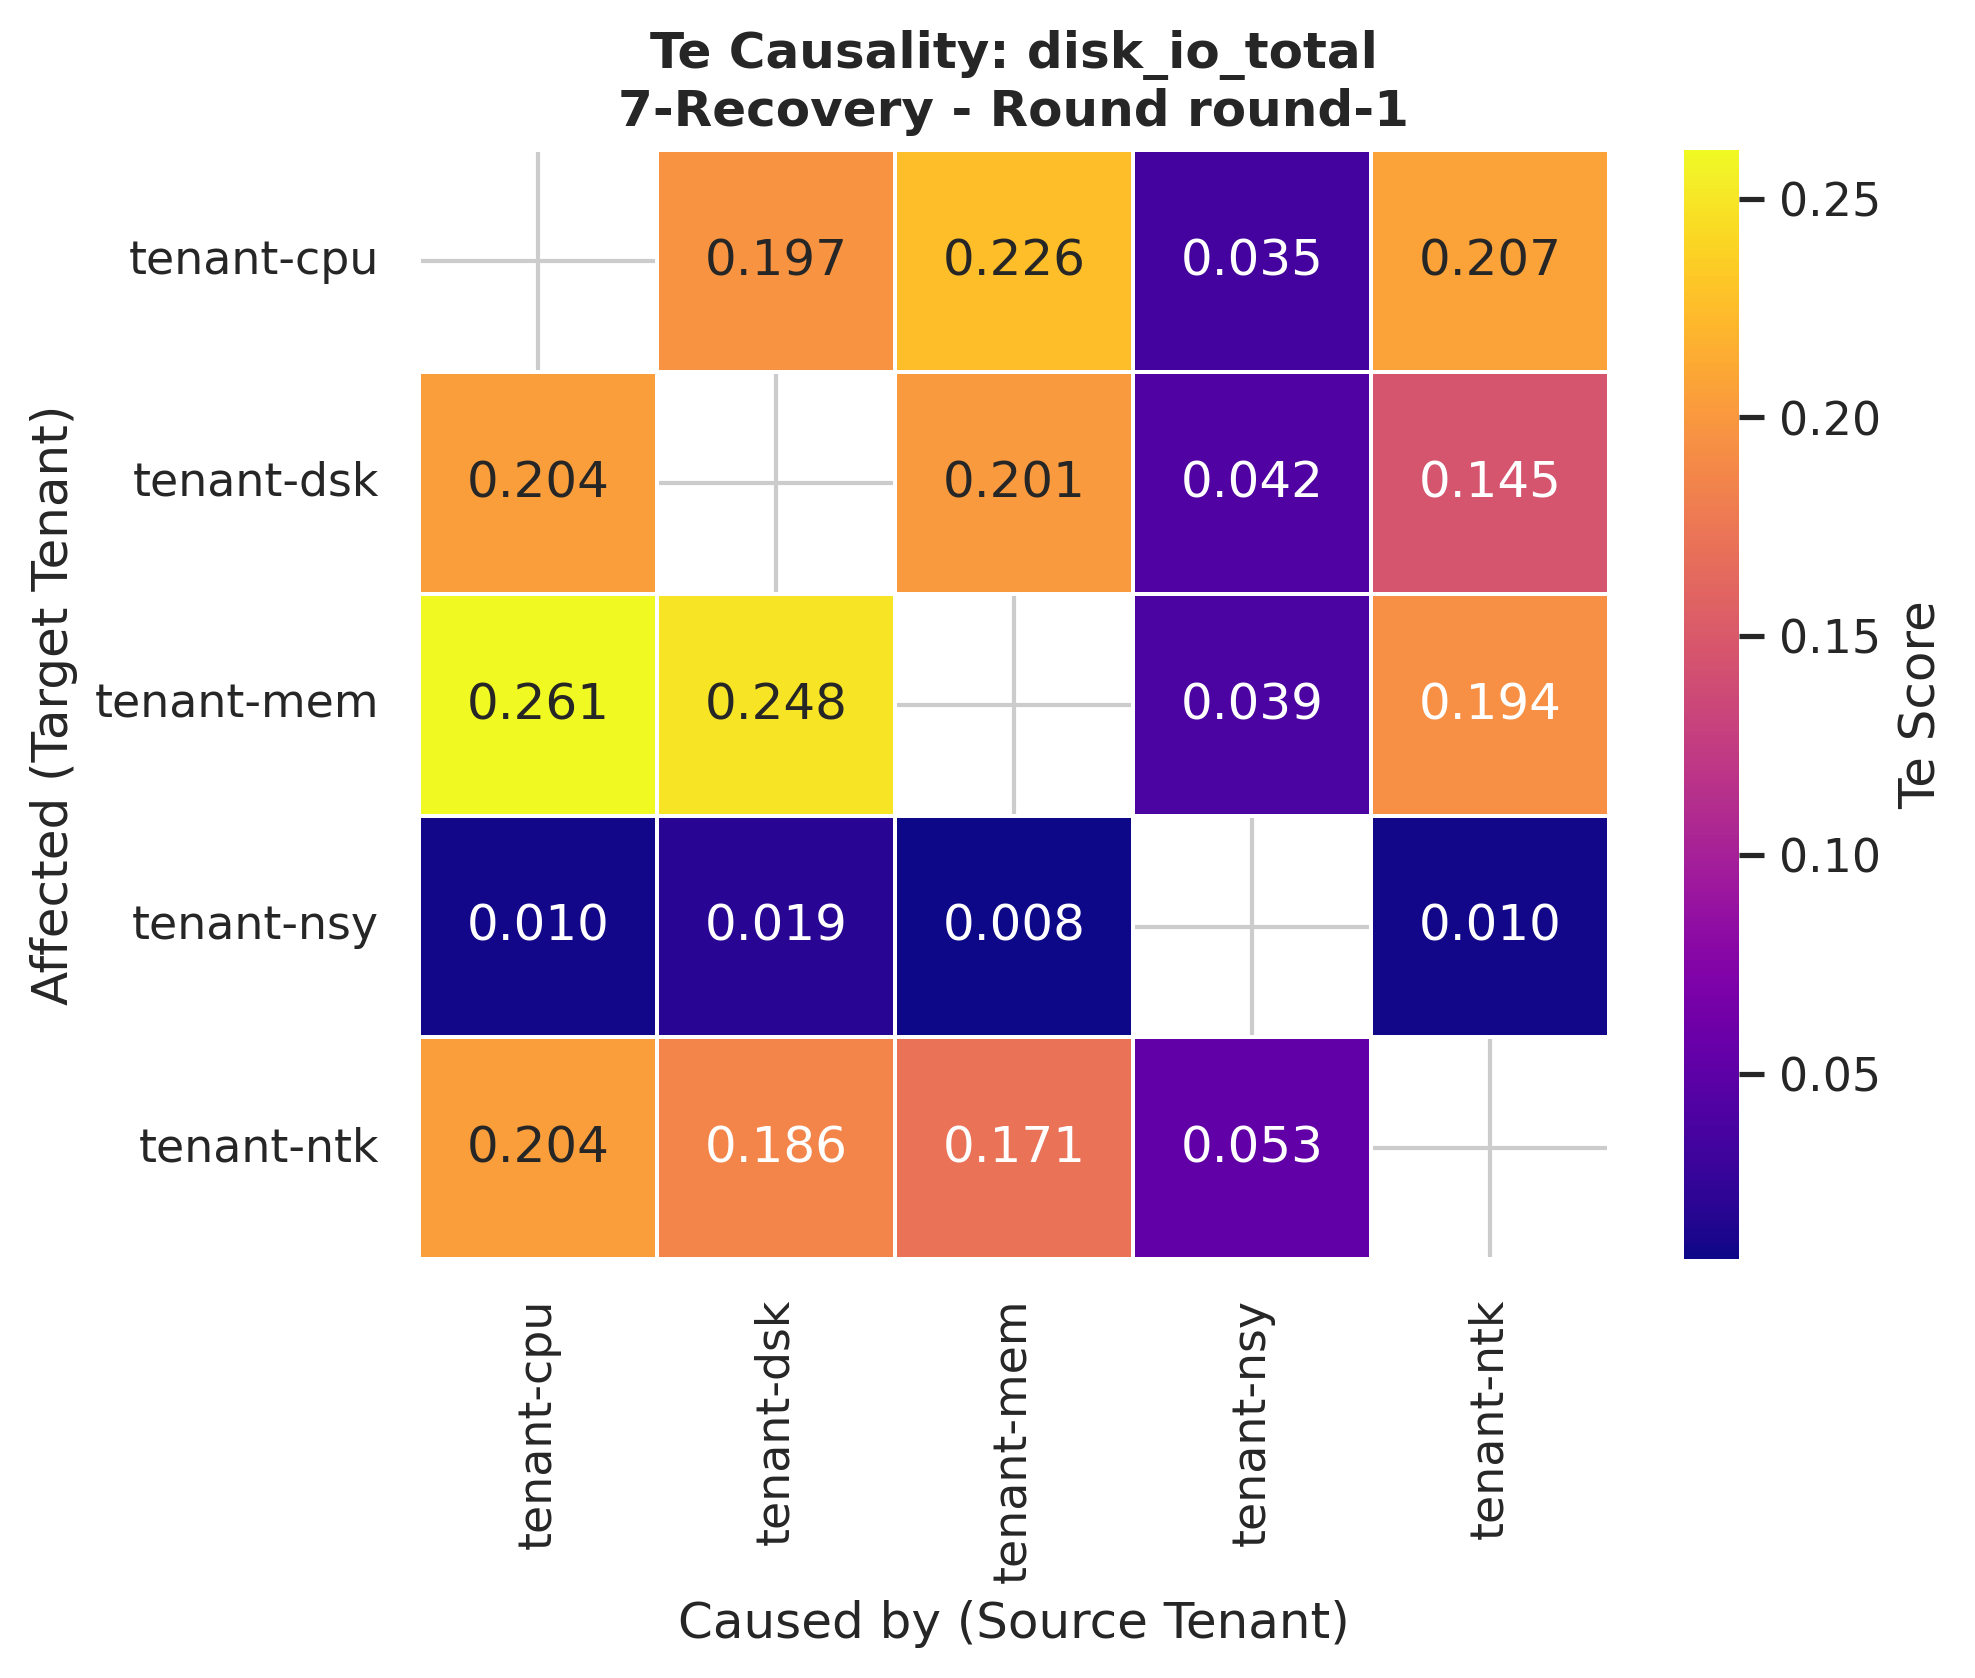 Te Causality: disk_io_total
7-Recovery - Round round-1
Affected (Target Tenant)
tenant-cpu 0.197 0.226 0.035 0.207
tenant-dsk 0.204 0.201 0.042 0.145
tenant-mem 0.261 0.248 0.039 0.194
tenant-nsy 0.010 0.019 0.008 0.010
tenant-ntk 0.204 0.186 0.171 0.053
tenant-cpu tenant-dsk tenant-mem tenant-nsy tenant-ntk
Caused by (Source Tenant)
0.25
0.20
0.15
0.10
0.05
Te Score